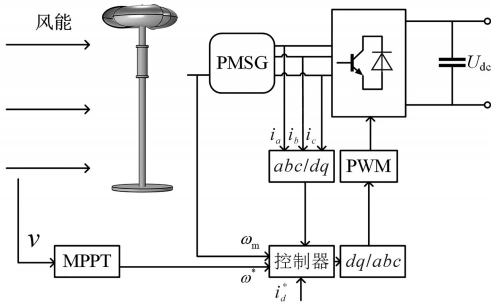 风能
PMSG
U_dc
i_a i_b i_c
abc/dq
PWM
v
ω_m
MPPT
ω*
控制器
dq/abc
i_d^*